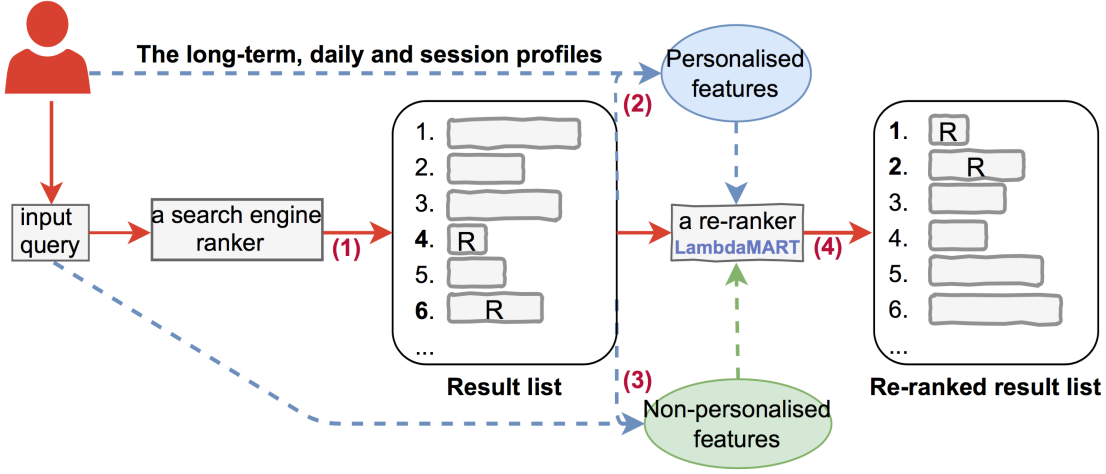 The long-term, daily and session profiles
Personalised
features
(2)
input
query
a search engine
ranker
(1)
1.
2.
3.
4. R
5.
6. R
...
Result list
a re-ranker
LambdaMART
(4)
(3)
Non-personalised
features
1. R
2. R
3.
4.
5.
6.
...
Re-ranked result list